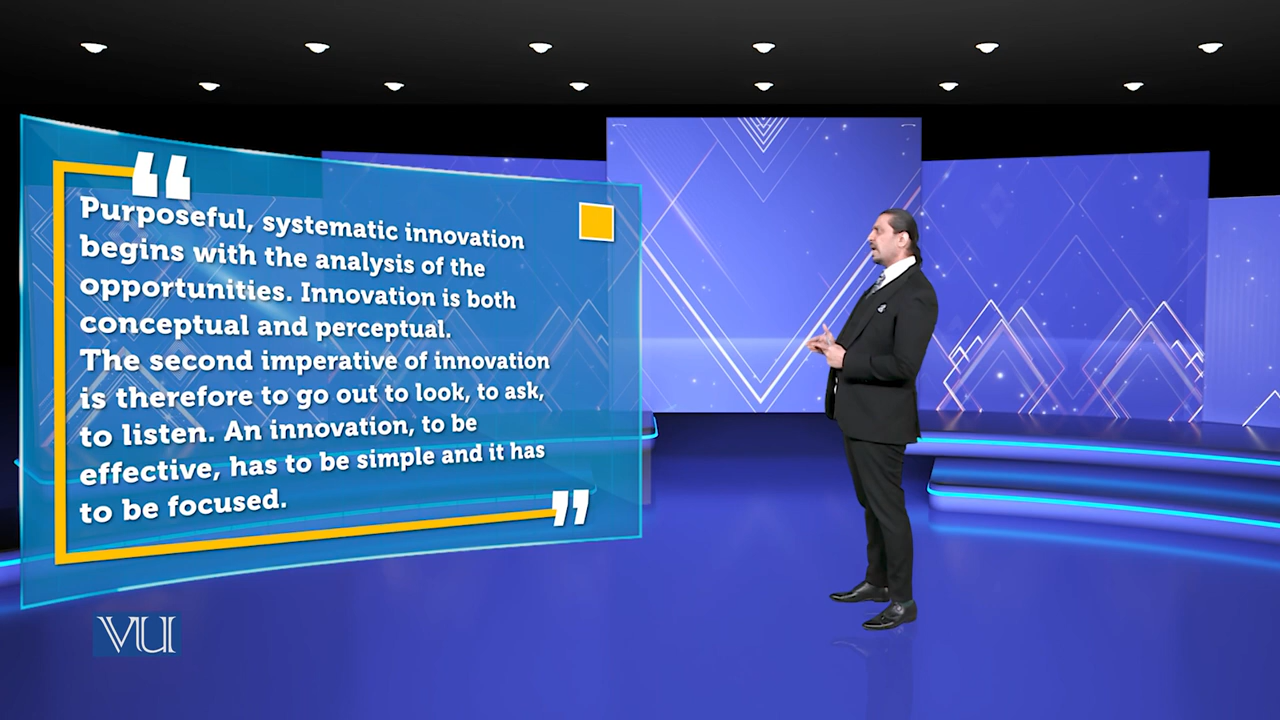 “
Purposeful, systematic innovation
begins with the analysis of the
opportunities. Innovation is both
conceptual and perceptual.
The second imperative of innovation
is therefore to go out to look, to ask,
to listen. An innovation, to be
effective, has to be simple and it has
to be focused.
”
VU